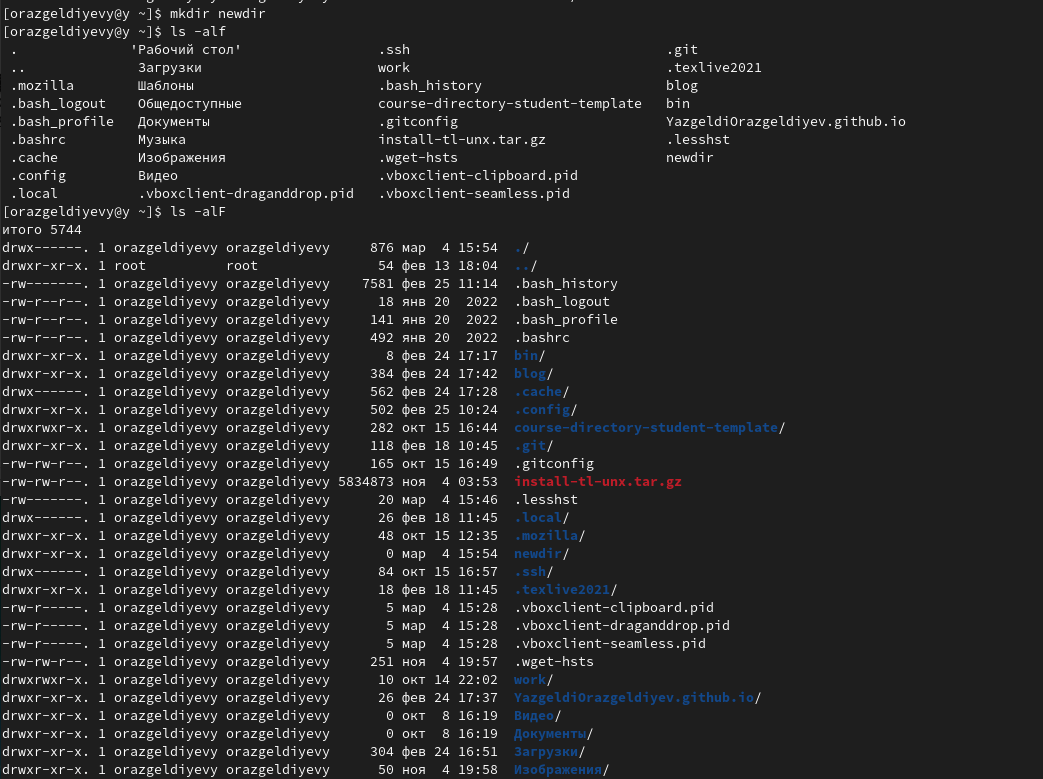 [orazgeldiyevy@y ~]$ mkdir newdir
[orazgeldiyevy@y ~]$ ls -alf
. 'Рабочий стол' .ssh .git
.. Загрузки work .texlive2021
.mozilla Шаблоны .bash_history blog
.bash_logout Общедоступные course-directory-student-template bin
.bash_profile Документы .gitconfig YazgeldiOrazgeldiyev.github.io
.bashrc Музыка install-tl-unx.tar.gz .lesshst
.cache Изображения .wget-hsts newdir
.config Видео .vboxclient-clipboard.pid
.local .vboxclient-draganddrop.pid .vboxclient-seamless.pid
[orazgeldiyevy@y ~]$ ls -alF
итого 5744
drwx------. 1 orazgeldiyevy orazgeldiyevy 876 мар 4 15:54 ./
drwxr-xr-x. 1 root root 54 фев 13 18:04 ../
-rw-------. 1 orazgeldiyevy orazgeldiyevy 7581 фев 25 11:14 .bash_history
-rw-r--r--. 1 orazgeldiyevy orazgeldiyevy 18 янв 20 2022 .bash_logout
-rw-r--r--. 1 orazgeldiyevy orazgeldiyevy 141 янв 20 2022 .bash_profile
-rw-r--r--. 1 orazgeldiyevy orazgeldiyevy 492 янв 20 2022 .bashrc
drwxr-xr-x. 1 orazgeldiyevy orazgeldiyevy 8 фев 24 17:17 bin/
drwxr-xr-x. 1 orazgeldiyevy orazgeldiyevy 384 фев 24 17:42 blog/
drwx------. 1 orazgeldiyevy orazgeldiyevy 562 фев 24 17:28 .cache/
drwxr-xr-x. 1 orazgeldiyevy orazgeldiyevy 502 фев 25 10:24 .config/
drwxrwxr-x. 1 orazgeldiyevy orazgeldiyevy 282 окт 15 16:44 course-directory-student-template/
drwxr-xr-x. 1 orazgeldiyevy orazgeldiyevy 118 фев 18 10:45 .git/
-rw-rw-r--. 1 orazgeldiyevy orazgeldiyevy 165 окт 15 16:49 .gitconfig
-rw-rw-r--. 1 orazgeldiyevy orazgeldiyevy 5834873 ноя 4 03:53 install-tl-unx.tar.gz
-rw-------. 1 orazgeldiyevy orazgeldiyevy 20 мар 4 15:46 .lesshst
drwx------. 1 orazgeldiyevy orazgeldiyevy 26 фев 18 11:45 .local/
drwxr-xr-x. 1 orazgeldiyevy orazgeldiyevy 48 окт 15 12:35 .mozilla/
drwxr-xr-x. 1 orazgeldiyevy orazgeldiyevy 0 мар 4 15:54 newdir/
drwx------. 1 orazgeldiyevy orazgeldiyevy 84 окт 15 16:57 .ssh/
drwxr-xr-x. 1 orazgeldiyevy orazgeldiyevy 18 фев 18 11:45 .texlive2021/
-rw-r-----. 1 orazgeldiyevy orazgeldiyevy 5 мар 4 15:28 .vboxclient-clipboard.pid
-rw-r-----. 1 orazgeldiyevy orazgeldiyevy 5 мар 4 15:28 .vboxclient-draganddrop.pid
-rw-r-----. 1 orazgeldiyevy orazgeldiyevy 5 мар 4 15:28 .vboxclient-seamless.pid
-rw-rw-r--. 1 orazgeldiyevy orazgeldiyevy 251 ноя 4 19:57 .wget-hsts
drwxrwxr-x. 1 orazgeldiyevy orazgeldiyevy 10 окт 14 22:02 work/
drwxr-xr-x. 1 orazgeldiyevy orazgeldiyevy 26 фев 24 17:37 YazgeldiOrazgeldiyev.github.io/
drwxr-xr-x. 1 orazgeldiyevy orazgeldiyevy 0 окт 8 16:19 Видео/
drwxr-xr-x. 1 orazgeldiyevy orazgeldiyevy 0 окт 8 16:19 Документы/
drwxr-xr-x. 1 orazgeldiyevy orazgeldiyevy 304 фев 24 16:51 Загрузки/
drwxr-xr-x. 1 orazgeldiyevy orazgeldiyevy 50 ноя 4 19:58 Изображения/